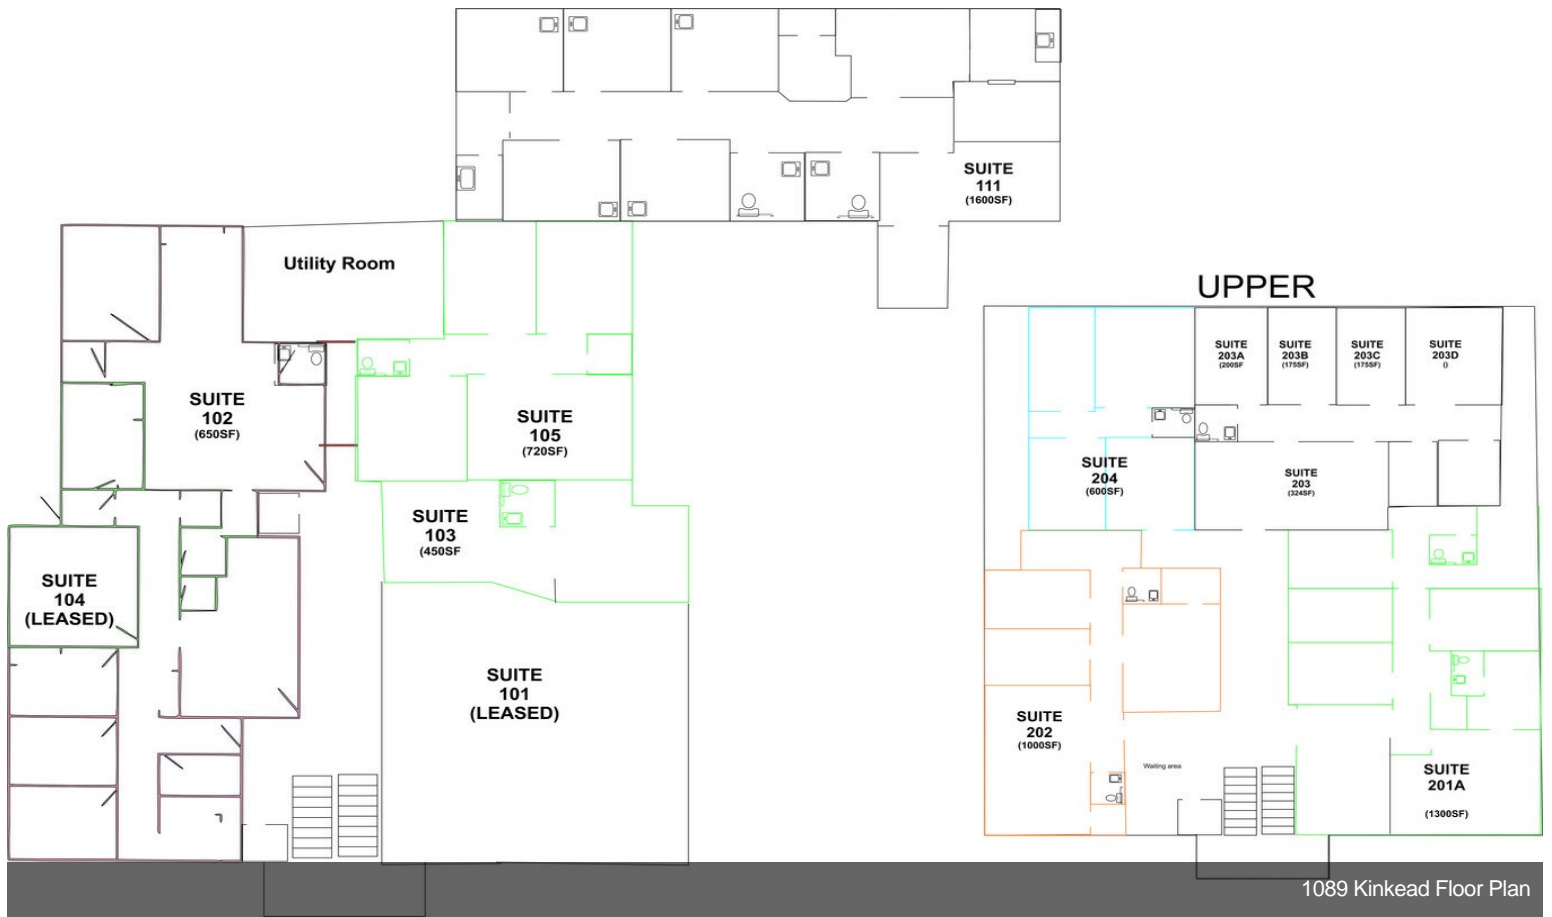 SUITE
111
(1600SF)
Utility Room
UPPER
SUITE
203A
(200SF
SUITE
203B
(175SF)
SUITE
203C
(175SF)
SUITE
203D
()
SUITE
102
(650SF)
SUITE
105
(720SF)
SUITE
204
(600SF)
SUITE
203
(324SF)
SUITE
103
(450SF
SUITE
104
(LEASED)
SUITE
101
(LEASED)
SUITE
202
(1000SF)
Waiting area
SUITE
201A
(1300SF)
1089 Kinkead Floor Plan